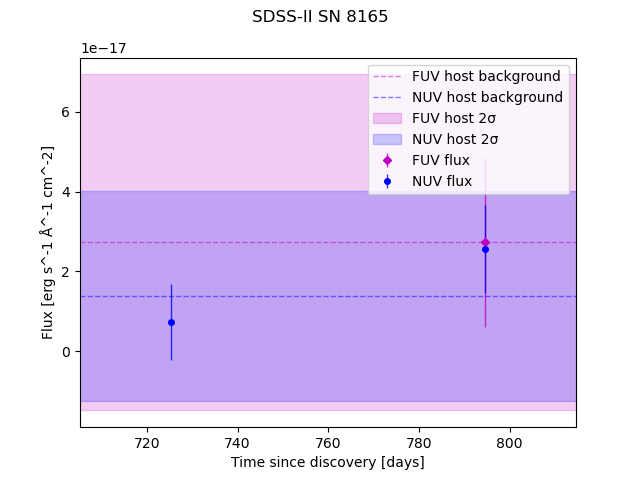 SDSS-II SN 8165
1e−17
FUV host background
NUV host background
FUV host 2σ
NUV host 2σ
FUV flux
NUV flux
6
4
2
0
Flux [erg s^-1 Å^-1 cm^-2]
720 740 760 780 800
Time since discovery [days]